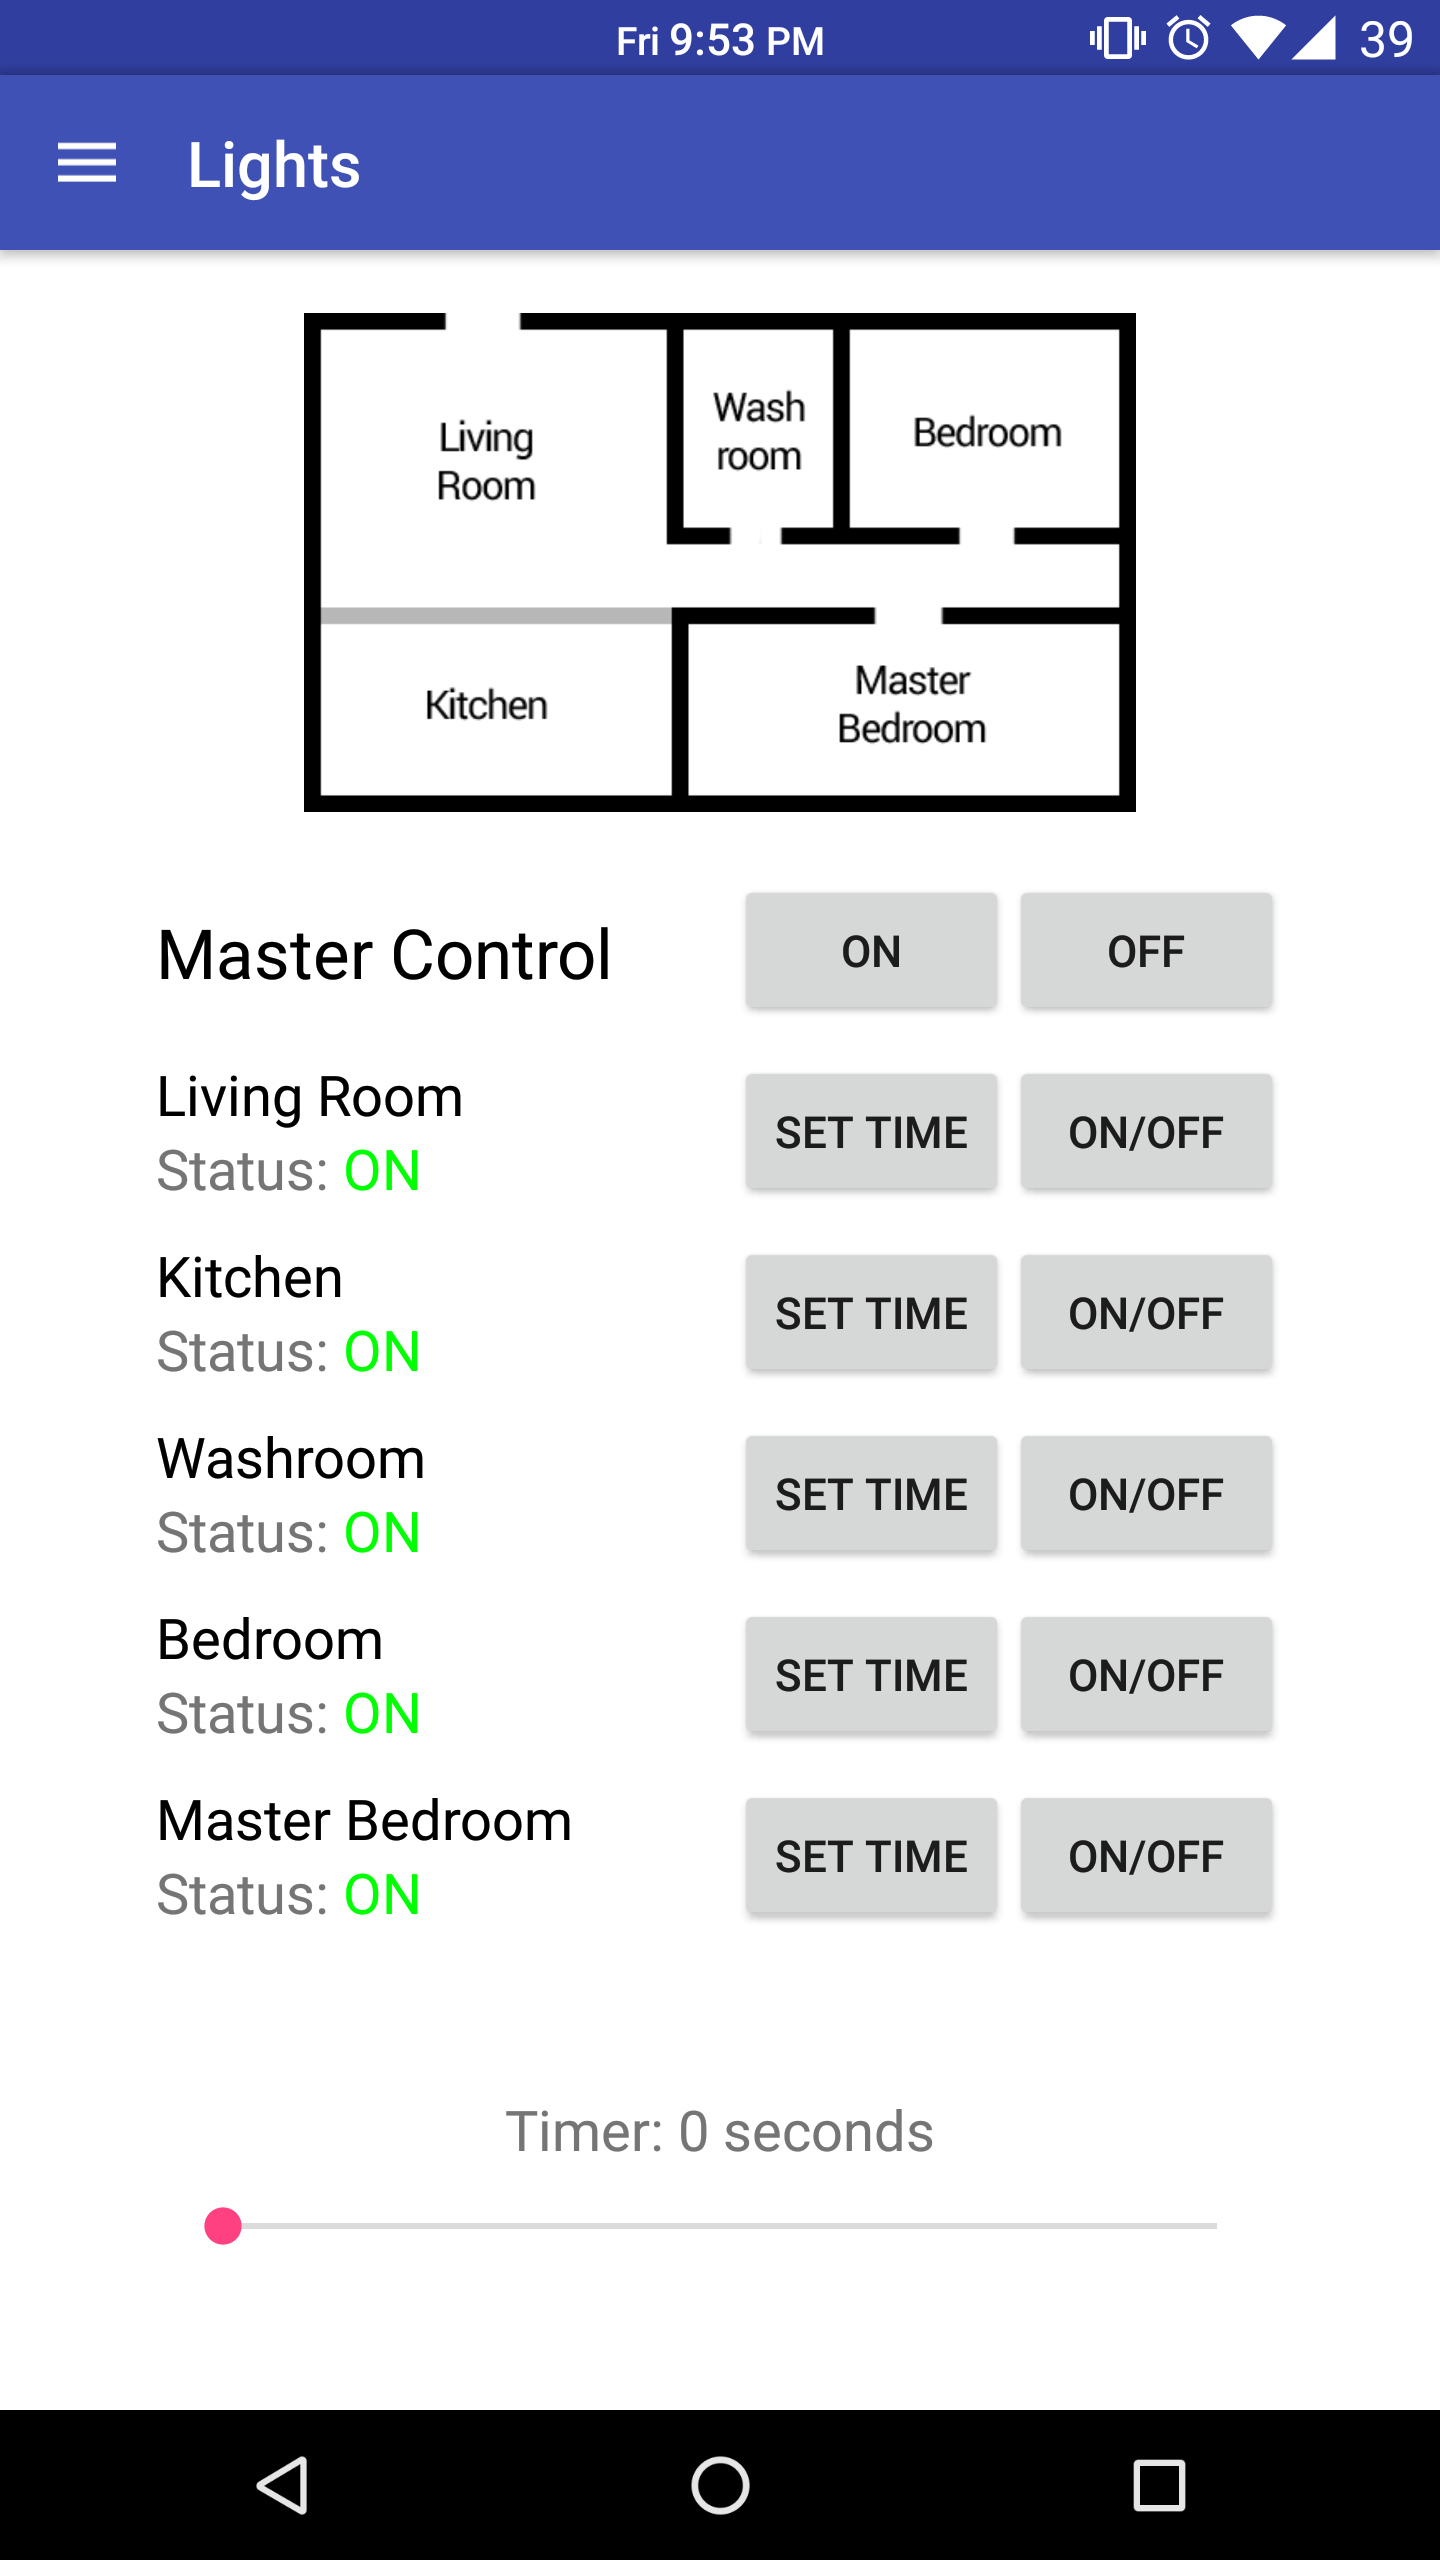 Fri 9:53 PM
39
Lights
Living
Room
Wash
room
Bedroom
Kitchen
Master
Bedroom
Master Control
ON
OFF
Living Room
Status: ON
SET TIME
ON/OFF
Kitchen
Status: ON
SET TIME
ON/OFF
Washroom
Status: ON
SET TIME
ON/OFF
Bedroom
Status: ON
SET TIME
ON/OFF
Master Bedroom
Status: ON
SET TIME
ON/OFF
Timer: 0 seconds